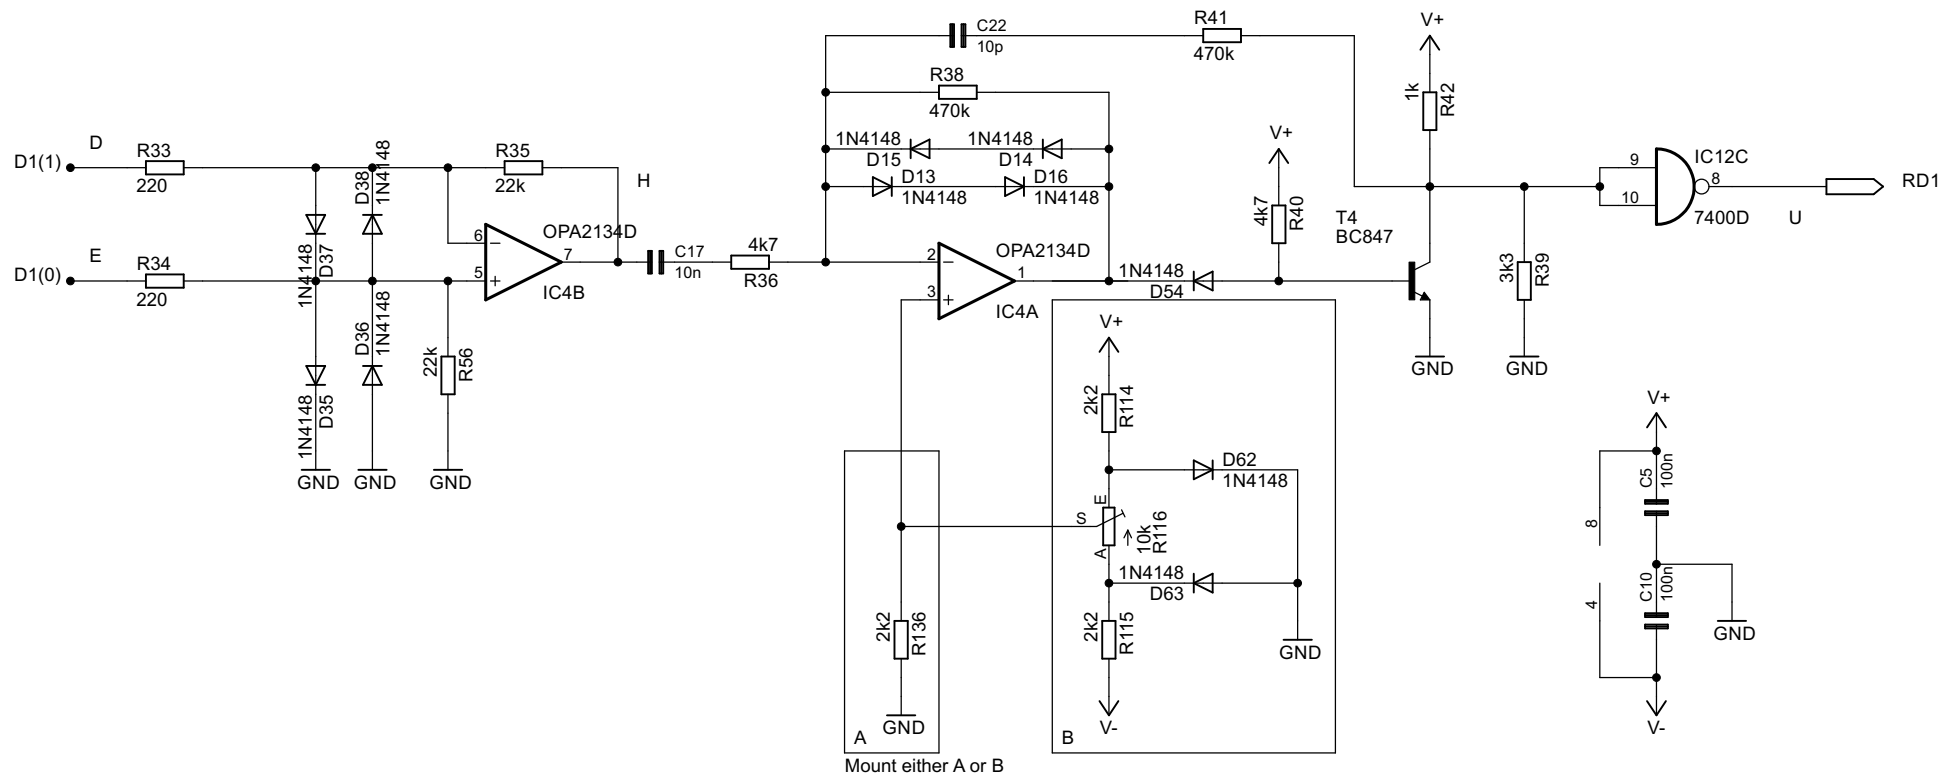 C22
10p
R41
470k
V+
1k
R42
R38
470k
1N4148
D15
1N4148
D14
D13
1N4148
D16
1N4148
V+
4k7
R40
T4
BC847
D1(1)
D
R33
220
D38
1N4148
R35
22k
H
9
10
8
IC12C
7400D
U
RD1
D1(0)
E
R34
220
1N4148
D37
6
5
7
OPA2134D
IC4B
C17
10n
4k7
R36
2
3
1
OPA2134D
IC4A
1N4148
D54
3k3
R39
GND
GND
D36
1N4148
22k
R56
1N4148
D35
GND
GND
GND
V+
2k2
R114
D62
1N4148
E
S
A
10k
R116
1N4148
D63
2k2
R115
V-
GND
B
2k2
R136
GND
A
Mount either A or B
V+
C5
100n
8
4
C10
100n
GND
V-